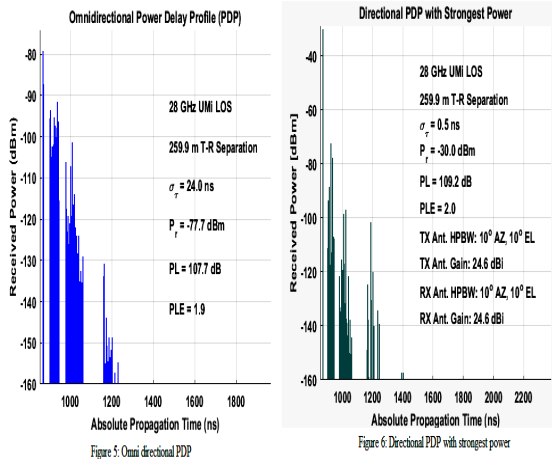 Omnidirectional Power Delay Profile (PDP)
-80
-90
-100
-110
-120
-130
-140
-150
-160
Received Power (dBm)
28 GHz UMi LOS
259.9 m T-R Separation
στ = 24.0 ns
Pr = -77.7 dBm
PL = 107.7 dB
PLE = 1.9
1000 1200 1400 1600 1800
Absolute Propagation Time (ns)
Figure 5: Omni directional PDP
Directional PDP with Strongest Power
-40
-60
-80
-100
-120
-140
-160
Received Power [dBm]
28 GHz UMi LOS
259.9 m T-R Separation
στ = 0.5 ns
Pr = -30.0 dBm
PL = 109.2 dB
PLE = 2.0
TX Ant. HPBW: 10° AZ, 10° EL
TX Ant. Gain: 24.6 dBi
RX Ant. HPBW: 10° AZ, 10° EL
RX Ant. Gain: 24.6 dBi
1000 1200 1400 1600 1800 2000 2200
Absolute Propagation Time (ns)
Figure 6: Directional PDP with strongest power